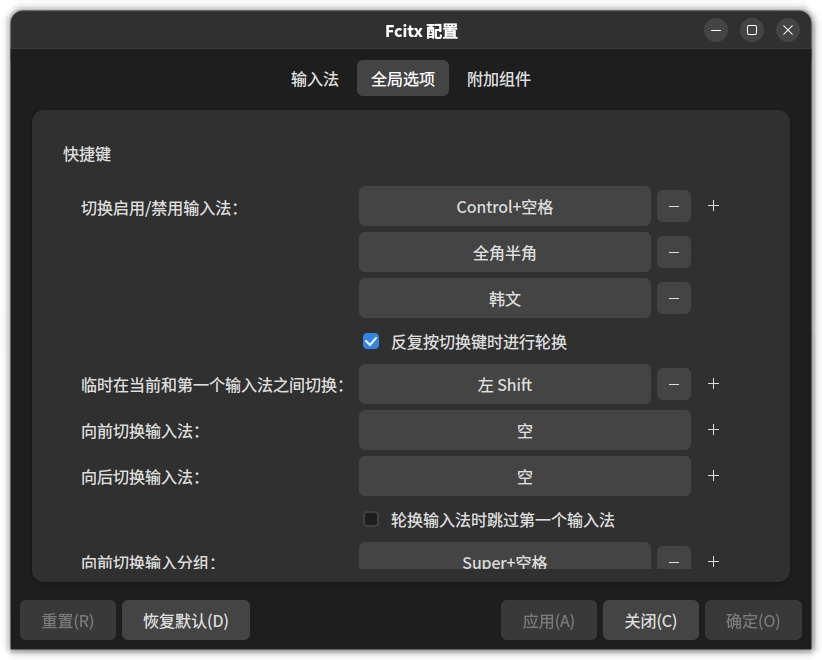 Fcitx 配置
输入法 全局选项 附加组件
快捷键
切换启用/禁用输入法： Control+空格
全角半角
韩文
反复按切换键时进行轮换
临时在当前和第一个输入法之间切换： 左 Shift
向前切换输入法： 空
向后切换输入法： 空
轮换输入法时跳过第一个输入法
向前切换输入分组： Super+空格
重置(R) 恢复默认(D) 应用(A) 关闭(C) 确定(O)